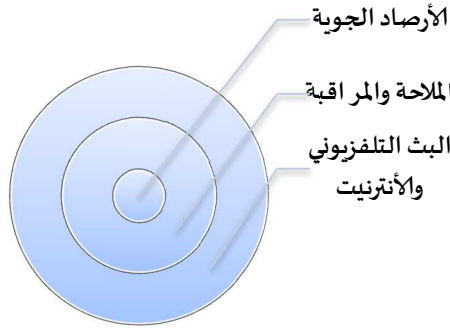 الأرصاد الجوية
الملاحة والمراقبة
البث التلفزيوني
والأنترنيت